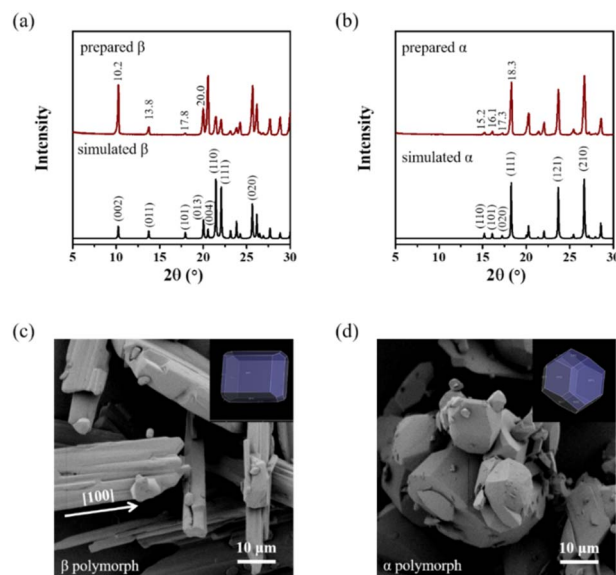 (a)
prepared β
10.2
13.8
17.8
20.0
simulated β
(002)
(011)
(101)
(013)
(004)
(110)
(111)
(020)
Intensity
5 10 15 20 25 30
2θ (°)
(b)
prepared α
15.2
16.1
17.3
18.3
simulated α
(110)
(101)
(020)
(111)
(121)
(210)
Intensity
5 10 15 20 25 30
2θ (°)
(c)
[100]
β polymorph
10 μm
(d)
α polymorph
10 μm